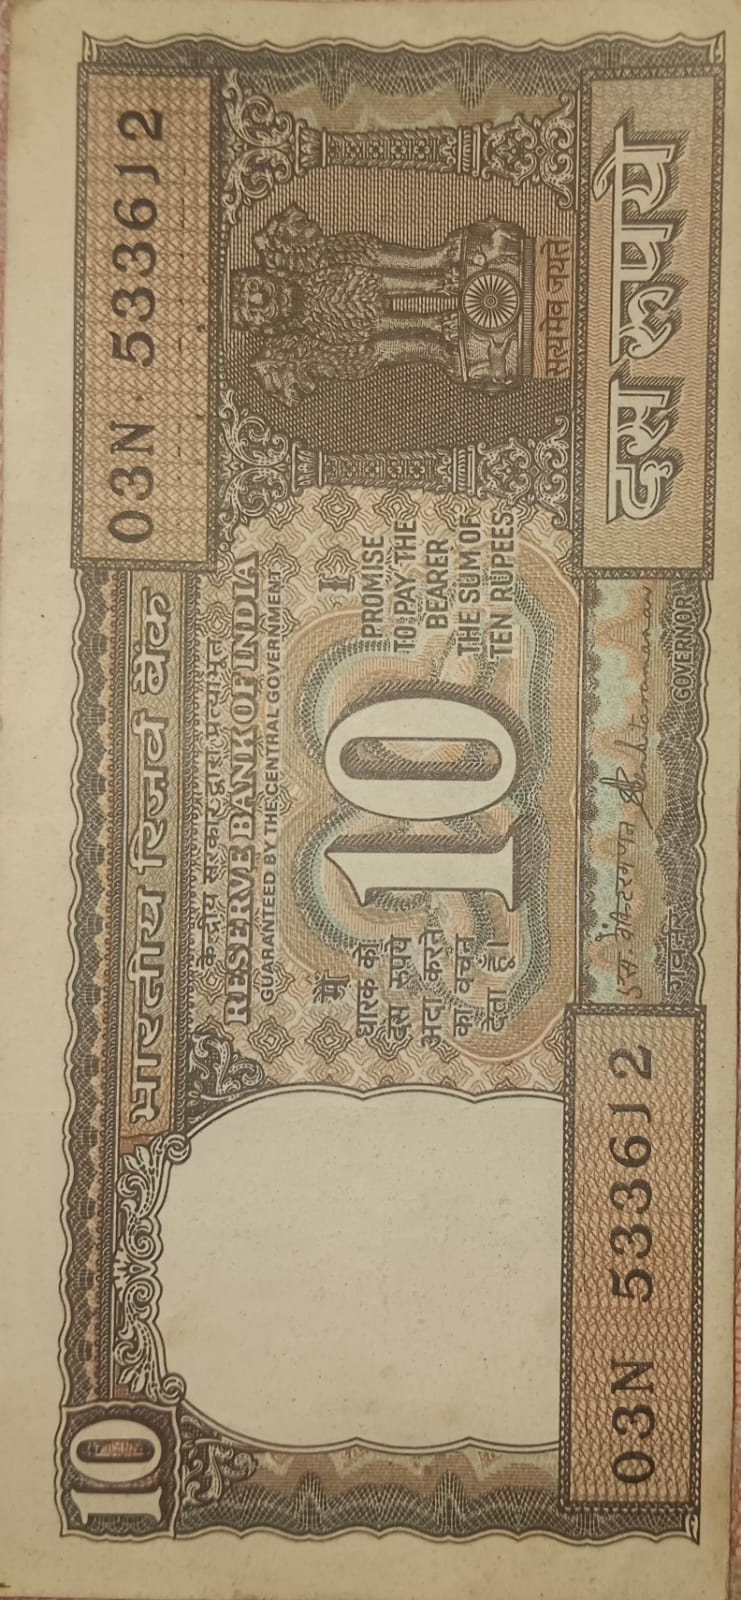 भारतीय रिज़र्व बैंक
03N 533612
केन्द्रीय सरकार द्वारा प्रत्याभूत
RESERVE BANK OF INDIA
GUARANTEED BY THE CENTRAL GOVERNMENT
मैं
धारक को
दस रुपये
अदा करने
का वचन
देता हूँ।
10
I
PROMISE
TO PAY THE
BEARER
THE SUM OF
TEN RUPEES
सत्यमेव जयते
गवर्नर
GOVERNOR
03N 533612
दस रुपये
10